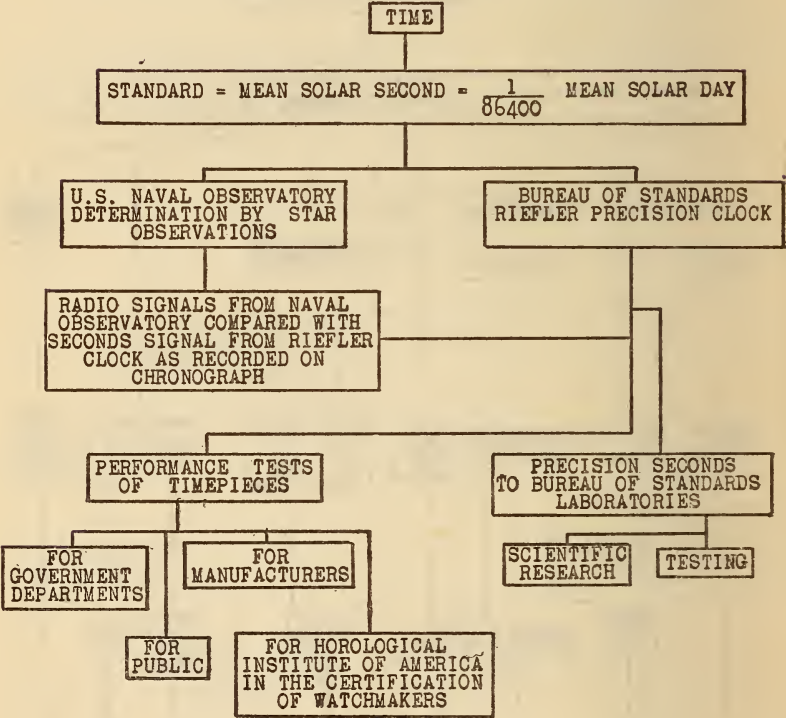 TIME
STANDARD = MEAN SOLAR SECOND = 1/86400 MEAN SOLAR DAY
U.S. NAVAL OBSERVATORY
DETERMINATION BY STAR
OBSERVATIONS
BUREAU OF STANDARDS
RIEFLER PRECISION CLOCK
RADIO SIGNALS FROM NAVAL
OBSERVATORY COMPARED WITH
SECONDS SIGNAL FROM RIEFLER
CLOCK AS RECORDED ON
CHRONOGRAPH
PERFORMANCE TESTS
OF TIMEPIECES
PRECISION SECONDS
TO BUREAU OF STANDARDS
LABORATORIES
FOR
GOVERNMENT
DEPARTMENTS
FOR
MANUFACTURERS
SCIENTIFIC
RESEARCH
TESTING
FOR
PUBLIC
FOR HOROLOGICAL
INSTITUTE OF AMERICA
IN THE CERTIFICATION
OF WATCHMAKERS